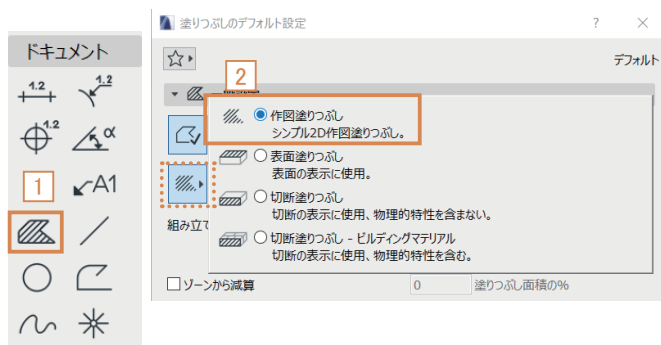 ドキュメント
1.2
1.2
1.2
α
1
A1
塗りつぶしのデフォルト設定
?
×
デフォルト
2
作図塗りつぶし
シンプル2D作図塗りつぶし。
表面塗りつぶし
表面の表示に使用。
切断塗りつぶし
切断の表示に使用、物理的特性を含まない。
切断塗りつぶし - ビルディングマテリアル
切断の表示に使用、物理的特性を含む。
組み立て
ゾーンから減算
0
塗りつぶし面積の%